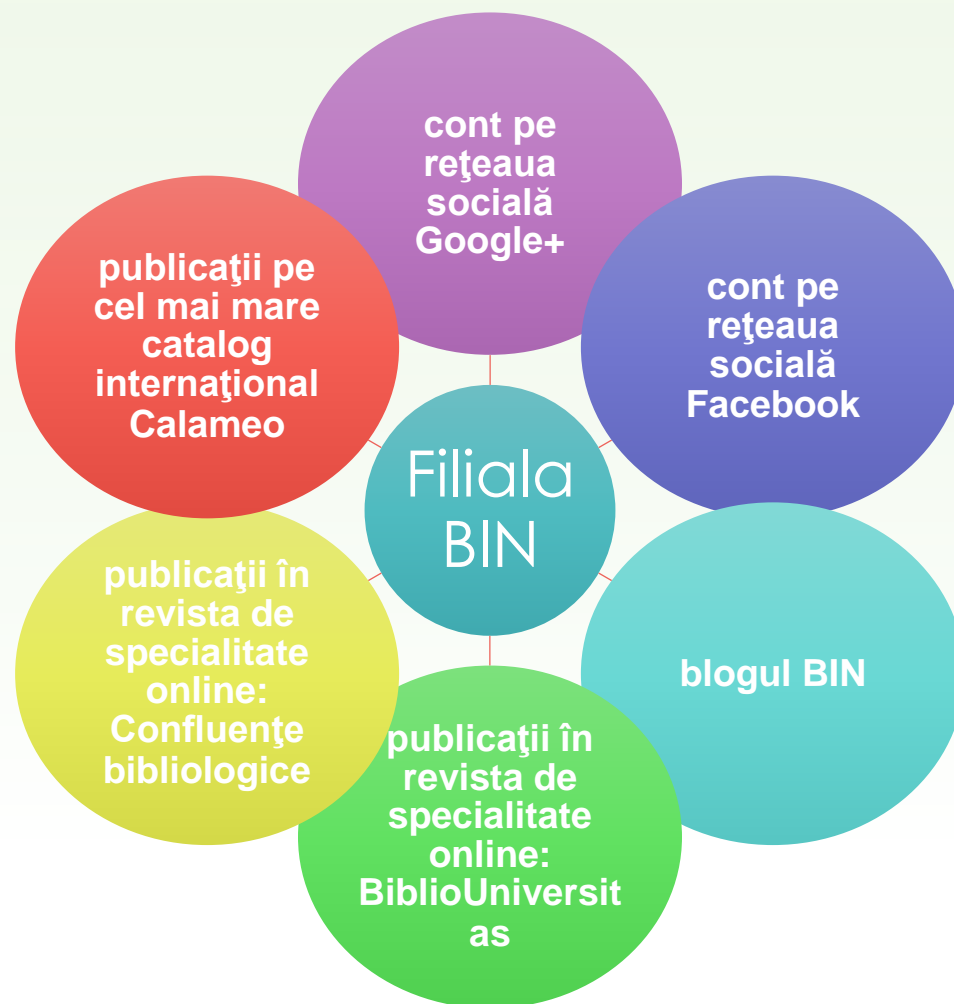 cont pe
reţeaua
socială
Google+
cont pe
reţeaua
socială
Facebook
blogul BIN
publicaţii în
revista de
specialitate
online:
BiblioUniversit
as
publicaţii în
revista de
specialitate
online:
Confluenţe
bibliologice
publicaţii pe
cel mai mare
catalog
internaţional
Calameo
Filiala
BIN